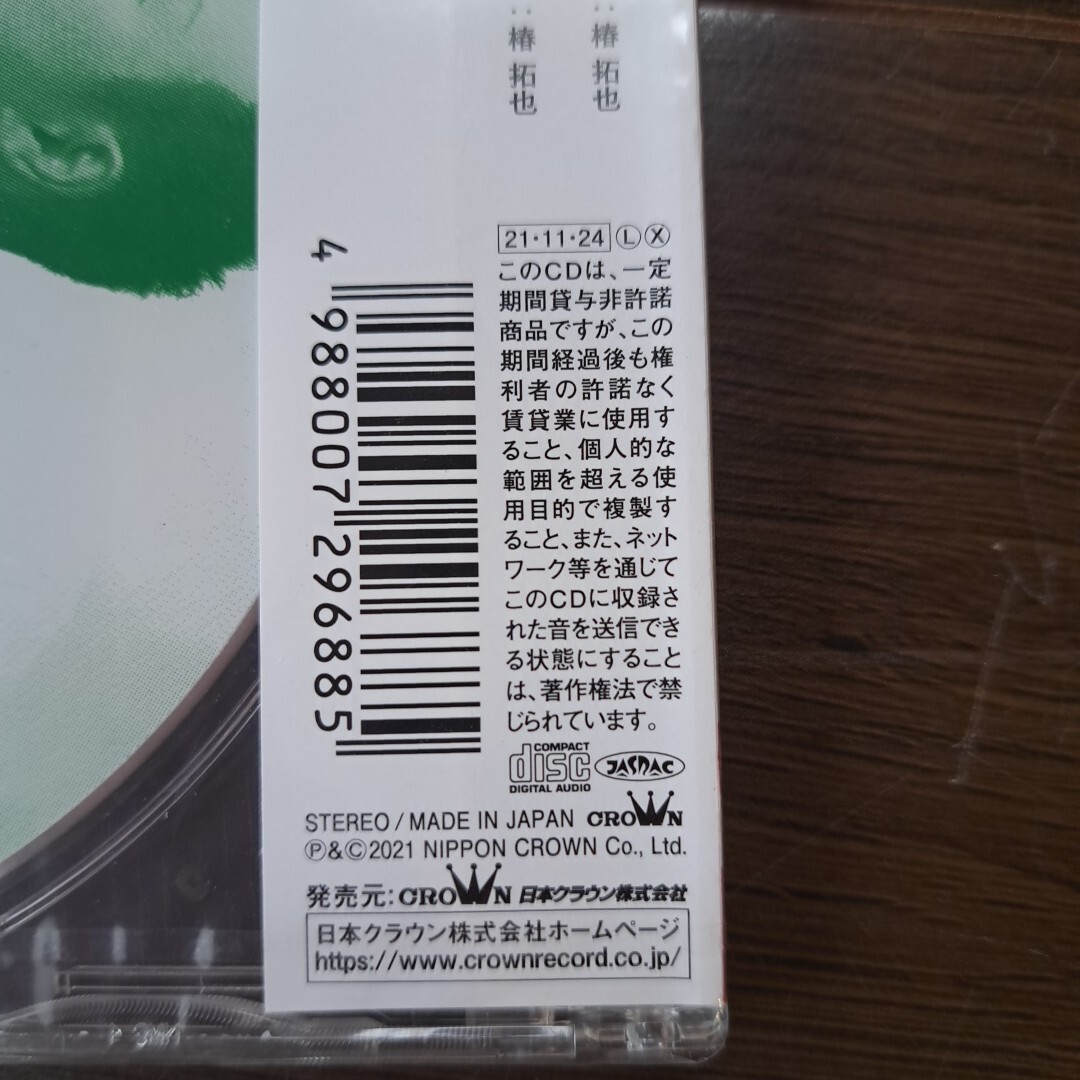 ：椿 拓也
：椿 拓也
21・11・24 Ⓛ Ⓧ
このCDは、一定
期間貸与非許諾
商品ですが、この
期間経過後も権
利者の許諾なく
賃貸業に使用す
ること、個人的な
範囲を超える使
用目的で複製す
ること、また、ネット
ワーク等を通じて
このCDに収録さ
れた音を送信でき
る状態にすること
は、著作権法で禁
じられています。
4 988007 296885
COMPACT
disc
DIGITAL AUDIO
JASRAC
STEREO / MADE IN JAPAN CROWN
Ⓟ&Ⓒ2021 NIPPON CROWN Co., Ltd.
発売元：CROWN 日本クラウン株式会社
日本クラウン株式会社ホームページ
https://www.crownrecord.co.jp/